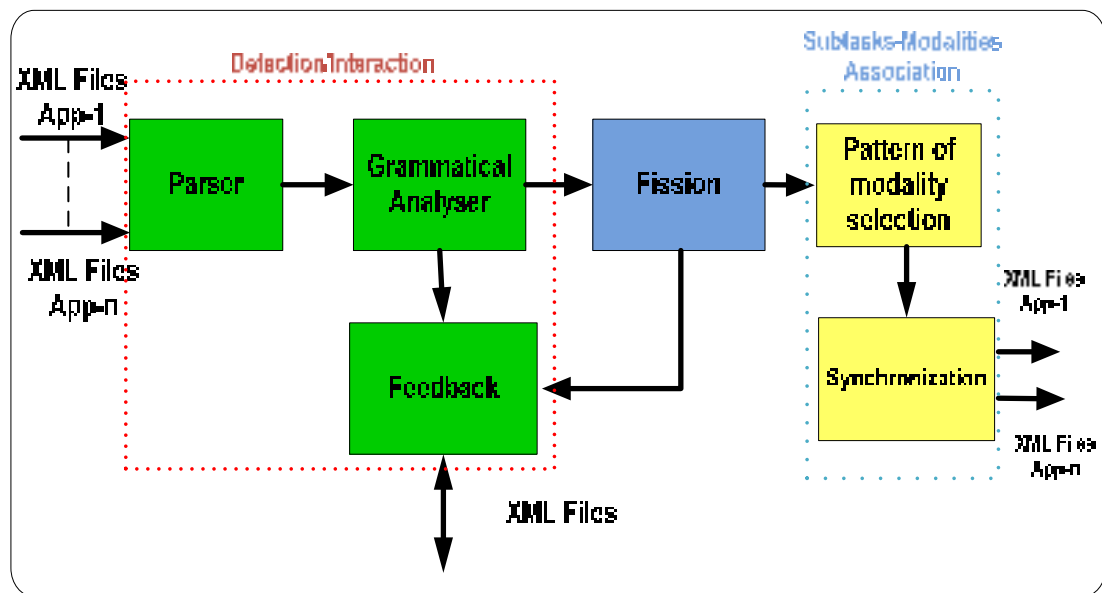 Detection/Interaction
Subtasks-Modalities
Association
XML Files
App-1
Parser
Grammatical
Analyser
Fission
Pattern of
modality
selection
XML Files
App-n
XML Files
App-1
Feedback
Synchronization
XML Files
App-n
XML Files